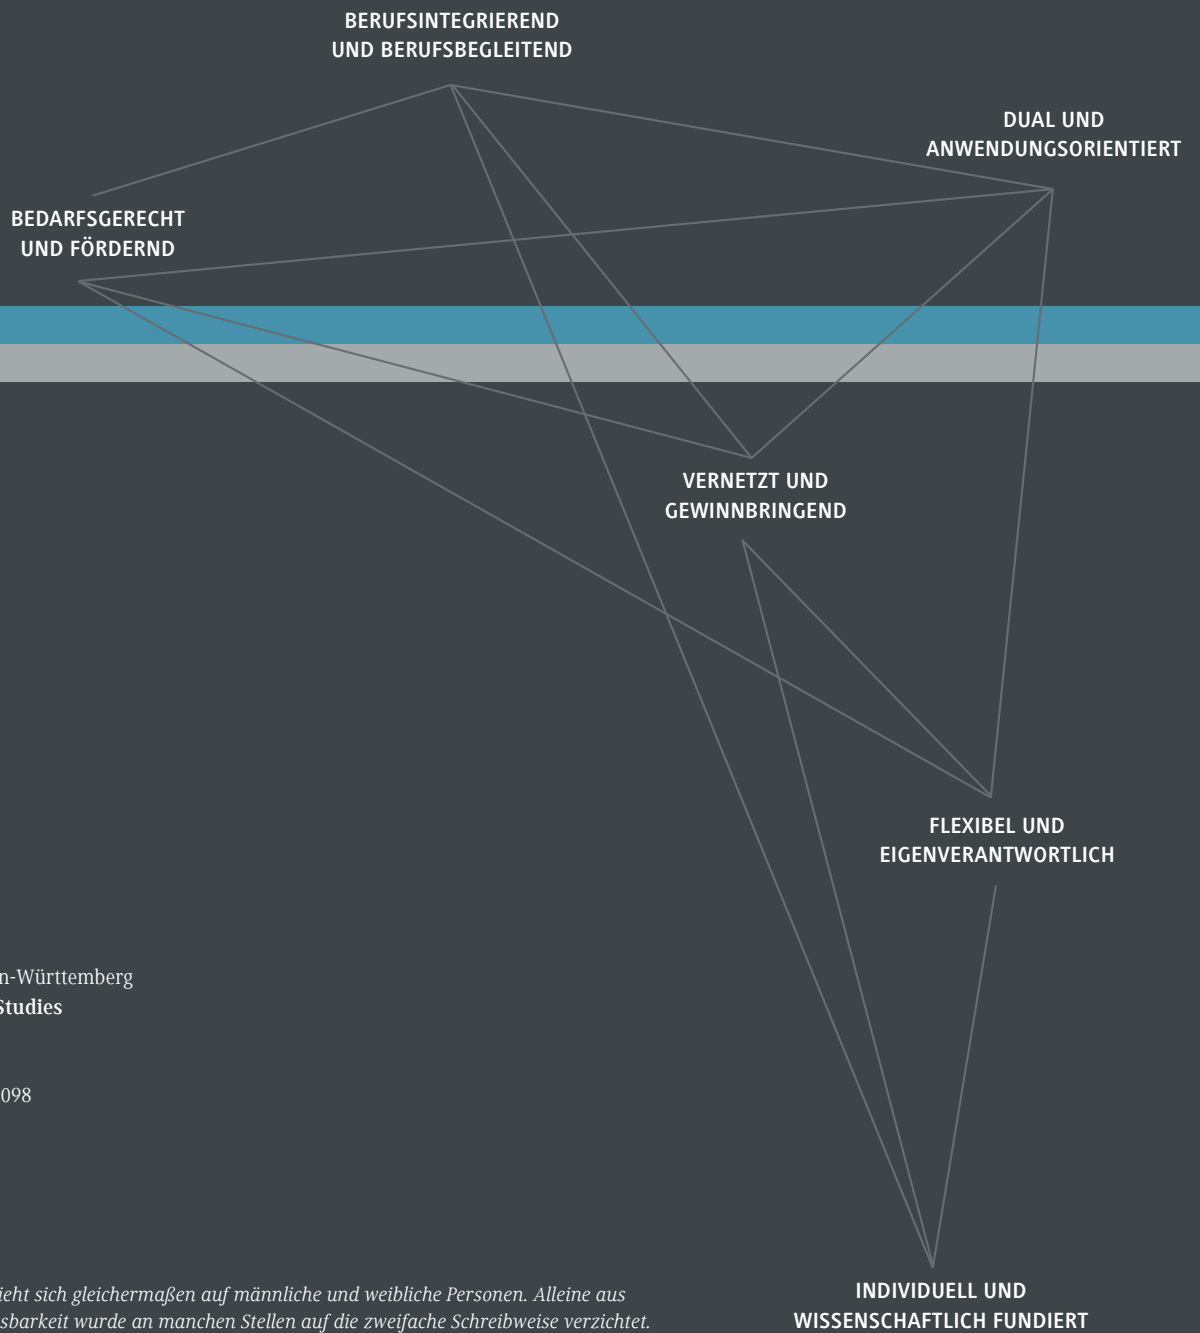 BERUFSINTEGRIEREND
UND BERUFSBEGLEITEND
DUAL UND
ANWENDUNGSORIENTIERT
BEDARFSGERECHT
UND FÖRDERND
VERNETZT UND
GEWINNBRINGEND
FLEXIBEL UND
EIGENVERANTWORTLICH
n-Württemberg
Studies
098
ieht sich gleichermaßen auf männliche und weibliche Personen. Alleine aus
sbarkeit wurde an manchen Stellen auf die zweifache Schreibweise verzichtet.
INDIVIDUELL UND
WISSENSCHAFTLICH FUNDIERT